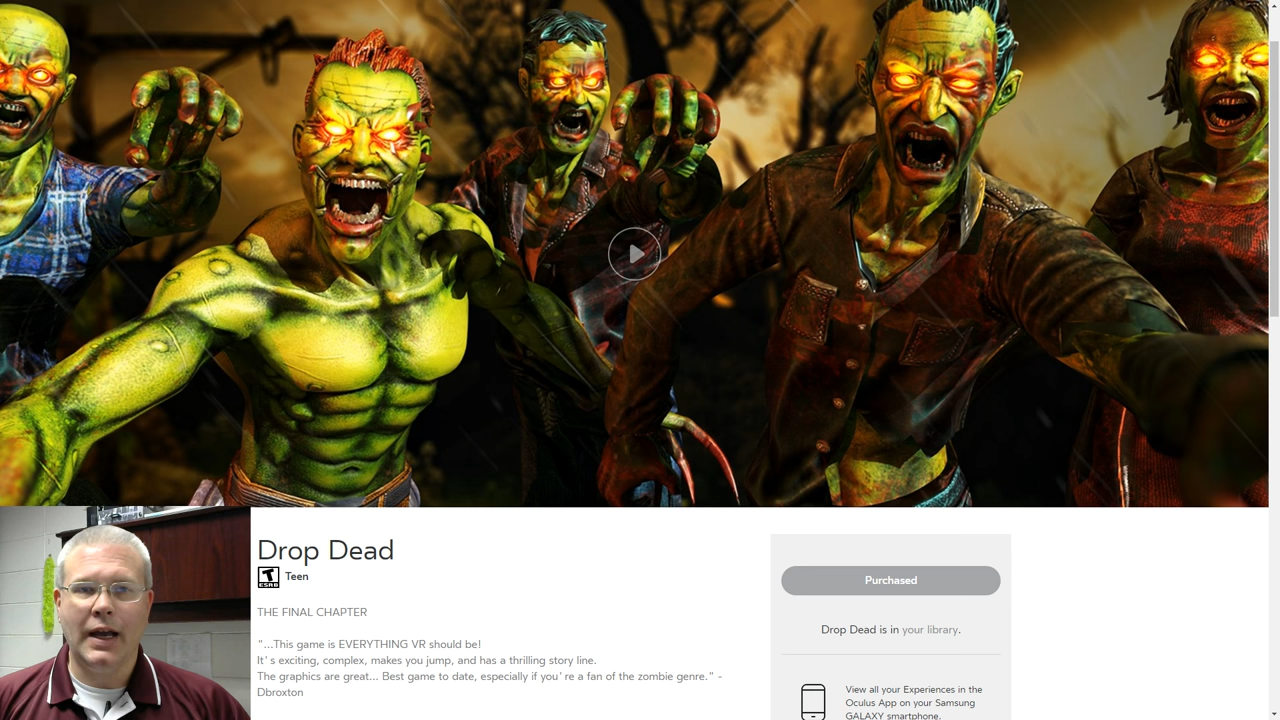 Drop Dead
T
ESRB
Teen
THE FINAL CHAPTER
"...This game is EVERYTHING VR should be!
It's exciting, complex, makes you jump, and has a thrilling story line.
The graphics are great... Best game to date, especially if you're a fan of the zombie genre." -
Dbroxton
Purchased
Drop Dead is in your library.
View all your Experiences in the
Oculus App on your Samsung
GALAXY smartphone.